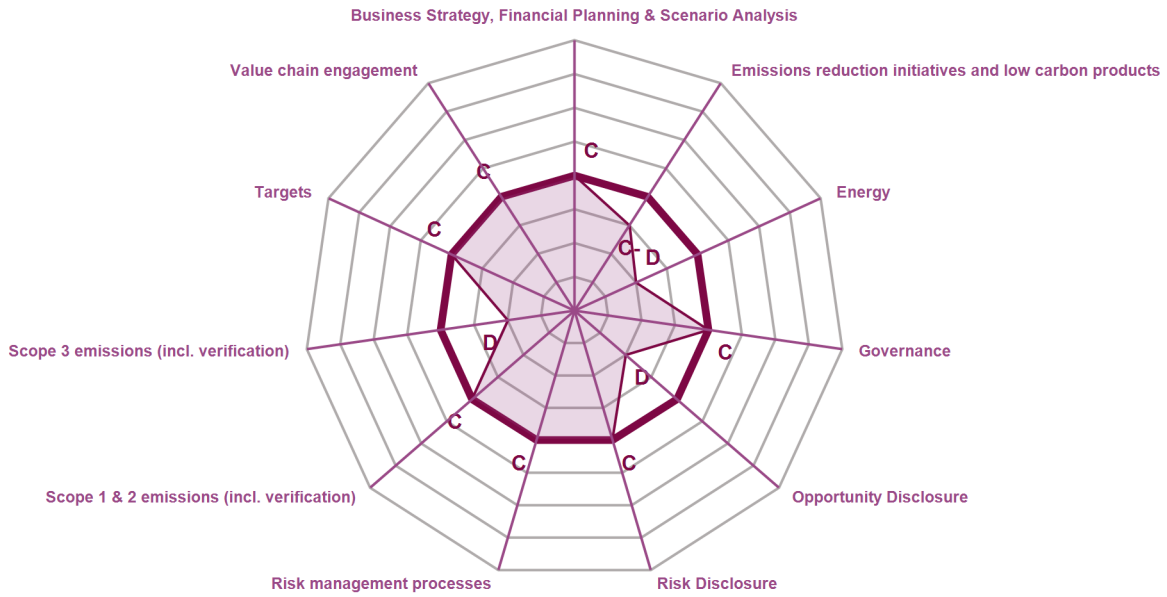 Business Strategy, Financial Planning & Scenario Analysis
Value chain engagement
Emissions reduction initiatives and low carbon products
C
C
Targets
Energy
C
C-
D
Scope 3 emissions (incl. verification)
D
C
Governance
D
C
C
C
Scope 1 & 2 emissions (incl. verification)
Opportunity Disclosure
Risk management processes
Risk Disclosure